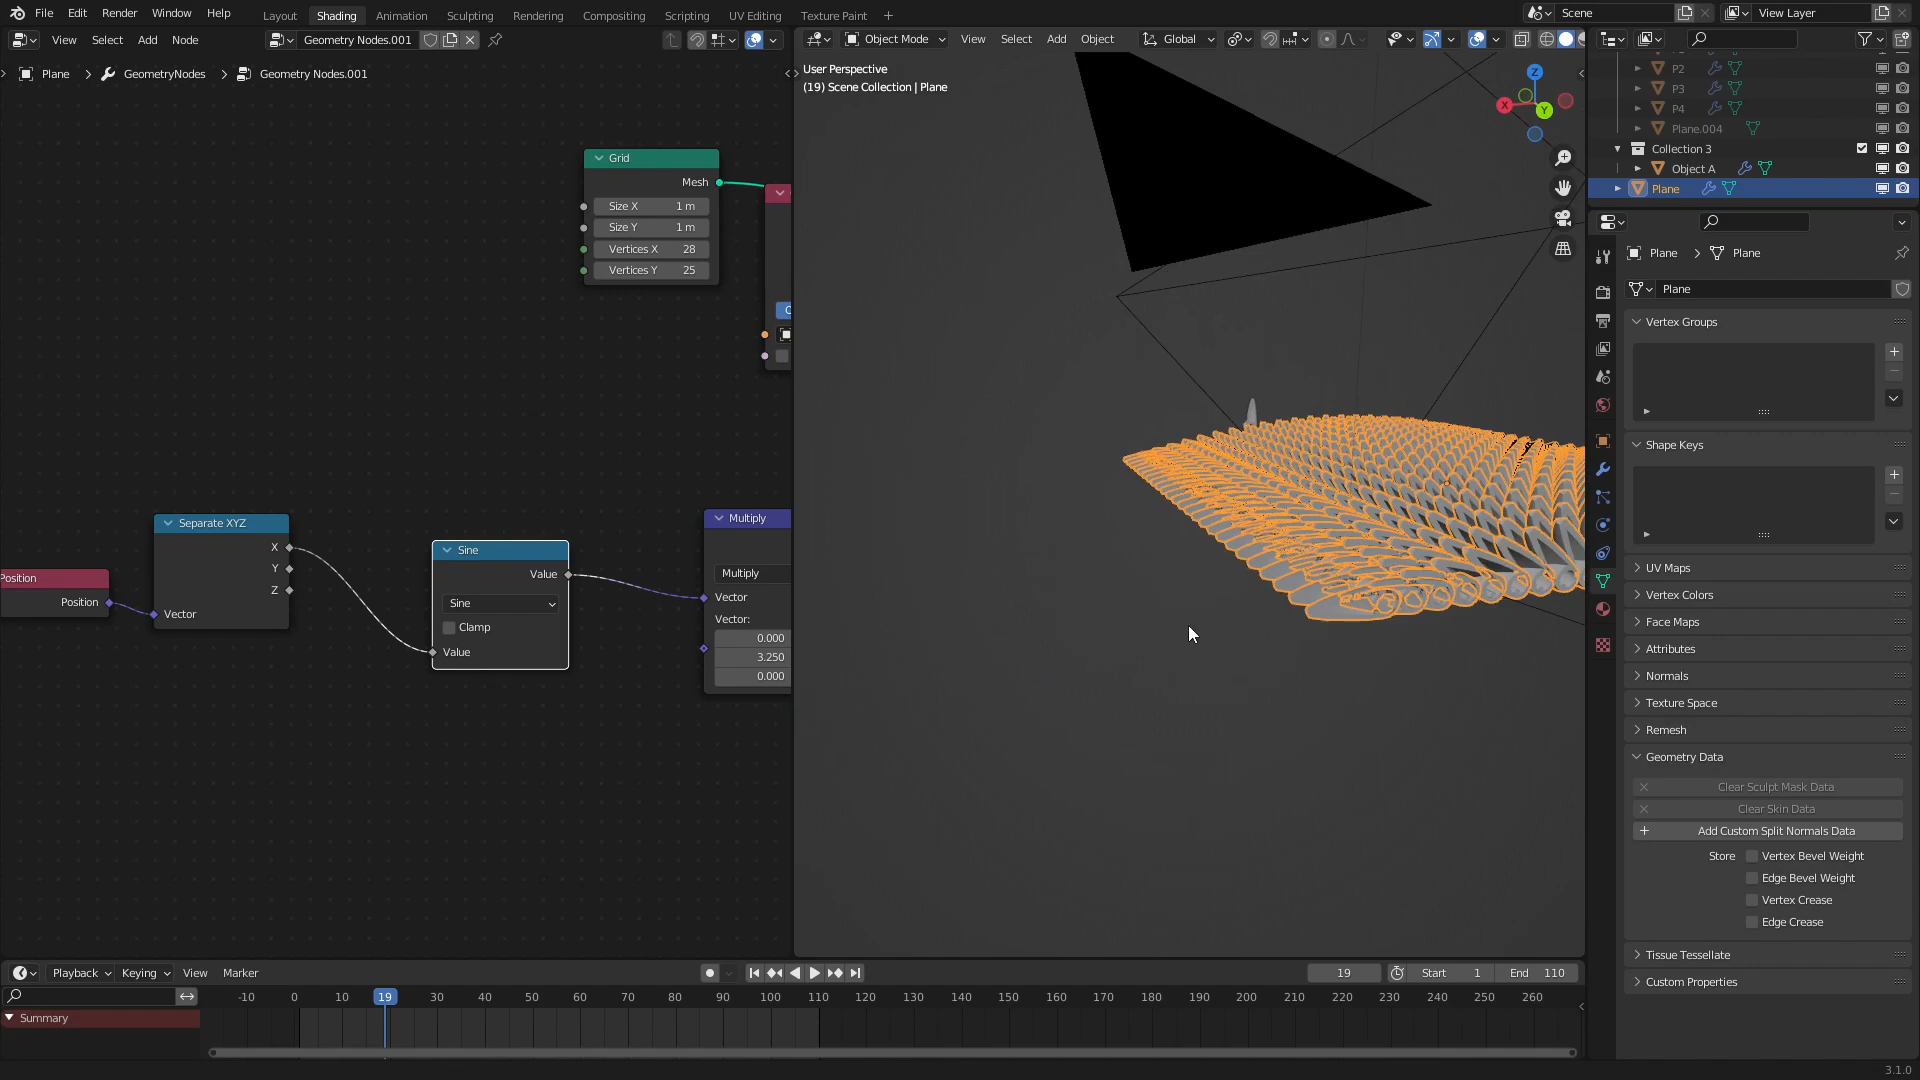 File Edit Render Window Help Layout Shading Animation Sculpting Rendering Compositing Scripting UV Editing Texture Paint + Scene View Layer
View Select Add Node Geometry Nodes.001
Object Mode View Select Add Object Global
Plane > GeometryNodes > Geometry Nodes.001
User Perspective
(19) Scene Collection | Plane
Z
X
Y
Grid
Mesh
Size X 1 m
Size Y 1 m
Vertices X 28
Vertices Y 25
Separate XYZ
X
Y
Z
Vector
Position
Position
Sine
Value
Sine
Clamp
Value
Multiply
Multiply
Vector
Vector:
0.000
3.250
0.000
P2
P3
P4
Plane.004
Collection 3
Object A
Plane
Plane > Plane
Plane
Vertex Groups
Shape Keys
UV Maps
Vertex Colors
Face Maps
Attributes
Normals
Texture Space
Remesh
Geometry Data
Clear Sculpt Mask Data
Clear Skin Data
Add Custom Split Normals Data
Store Vertex Bevel Weight
Edge Bevel Weight
Vertex Crease
Edge Crease
Tissue Tessellate
Custom Properties
Playback Keying View Marker 19 Start 1 End 110
-10 0 10 19 30 40 50 60 70 80 90 100 110 120 130 140 150 160 170 180 190 200 210 220 230 240 250 260
Summary
3.1.0